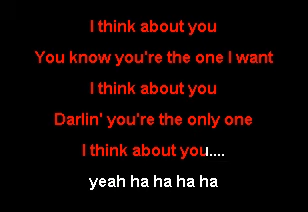 I think about you
You know you're the one I want
I think about you
Darlin' you're the only one
I think about you....
yeah ha ha ha ha